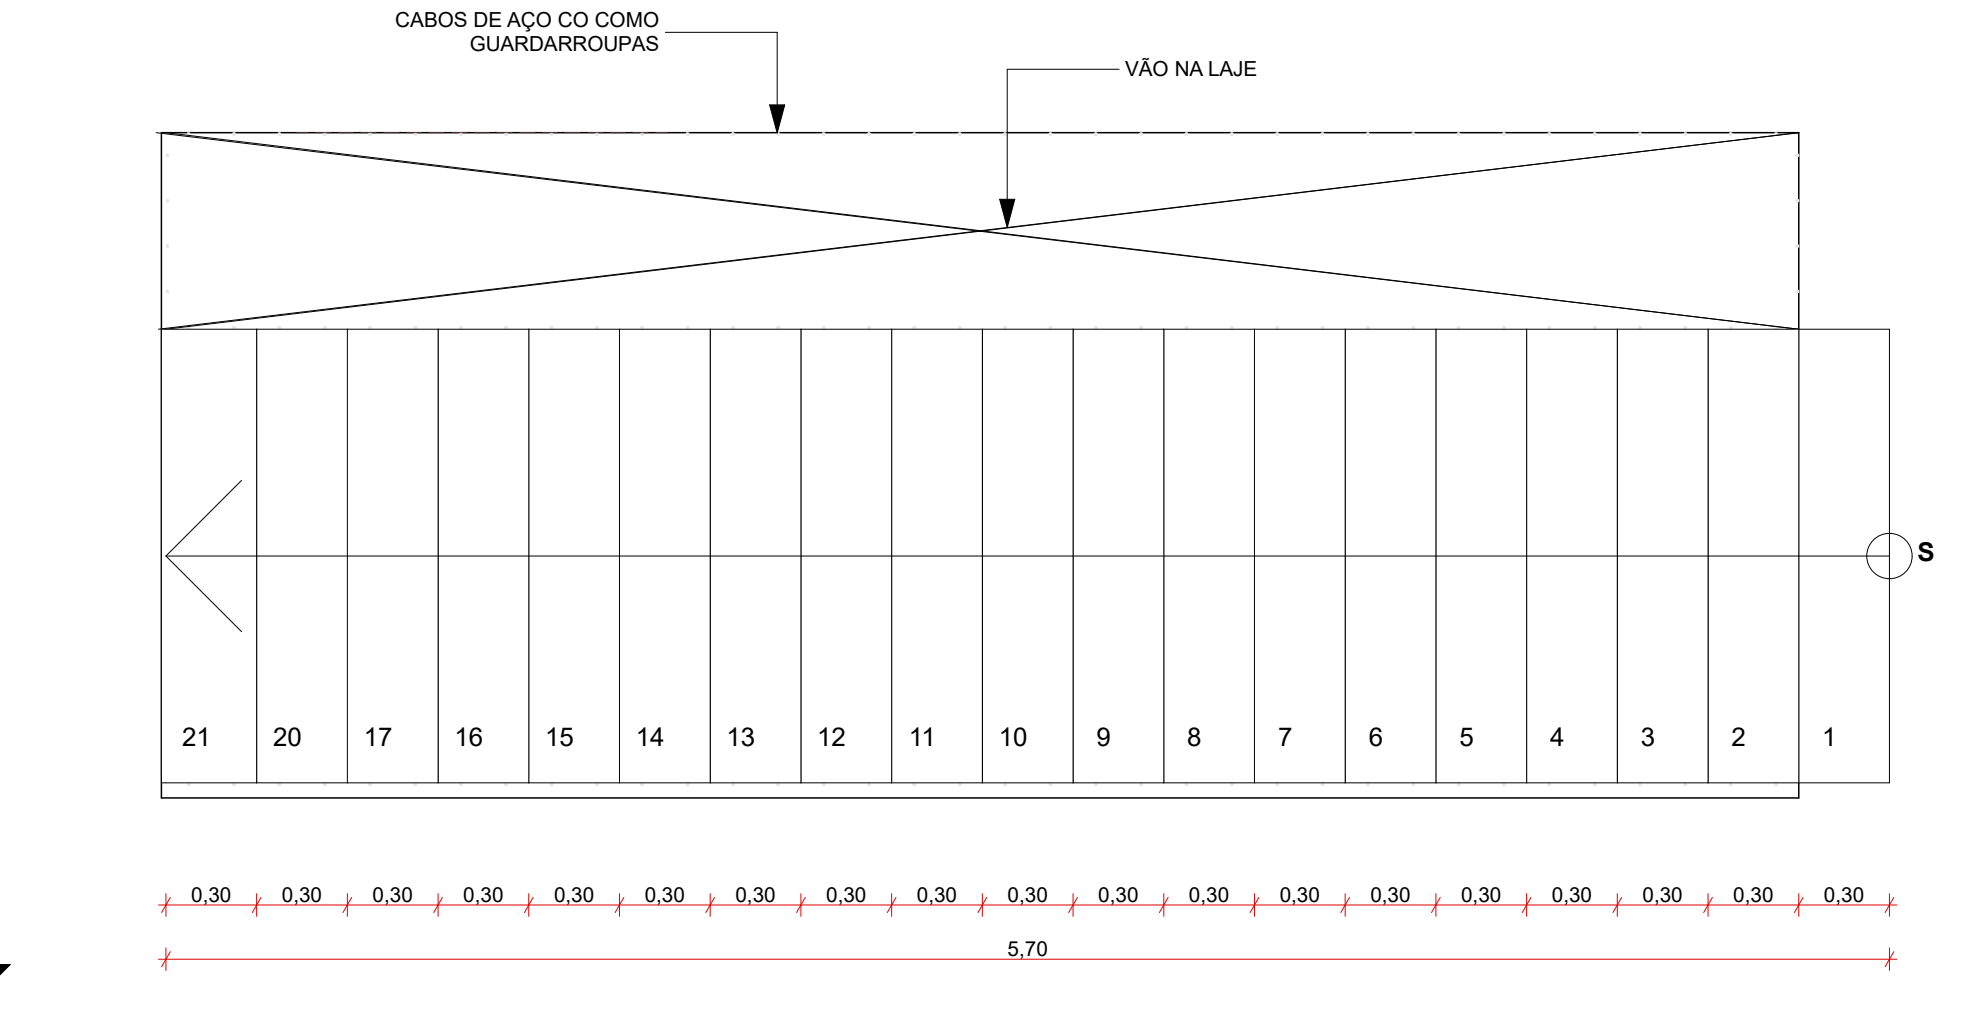 CABOS DE AÇO CO COMO
GUARDARROUPAS
VÃO NA LAJE
S
21 20 17 16 15 14 13 12 11 10 9 8 7 6 5 4 3 2 1
0,30 0,30 0,30 0,30 0,30 0,30 0,30 0,30 0,30 0,30 0,30 0,30 0,30 0,30 0,30 0,30 0,30 0,30 0,30
5,70